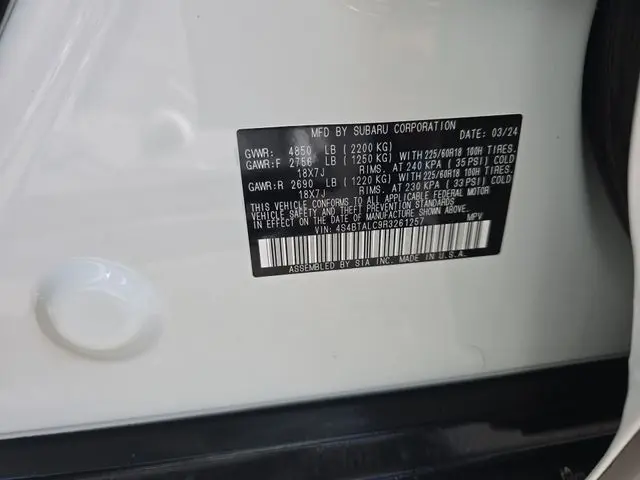 MFD BY SUBARU CORPORATION DATE: 03/24
GVWR: 4850 LB (2200 KG)
GAWR:F 2756 LB (1250 KG) WITH 225/60R18 100H TIRES.
18X7J RIMS. AT 240 KPA (35 PSI) COLD
GAWR:R 2690 LB (1220 KG) WITH 225/60R18 100H TIRES.
18X7J RIMS. AT 230 KPA (33 PSI) COLD
THIS VEHICLE CONFORMS TO ALL APPLICABLE FEDERAL MOTOR
VEHICLE SAFETY, BUMPER, AND THEFT PREVENTION STANDARDS
IN EFFECT ON THE DATE OF MANUFACTURE SHOWN ABOVE.
VIN: 4S4BTALC9R3261257 MPV
ASSEMBLED BY SIA INC. MADE IN U.S.A.